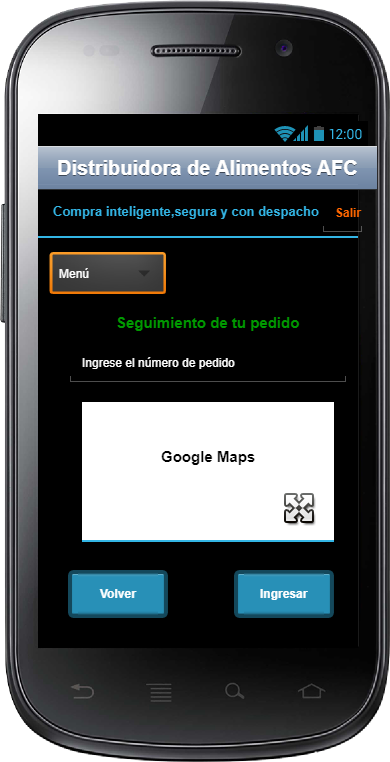 12:00
Distribuidora de Alimentos AFC
Compra inteligente,segura y con despacho
Salir
Menú
Seguimiento de tu pedido
Ingrese el número de pedido
Google Maps
Volver
Ingresar